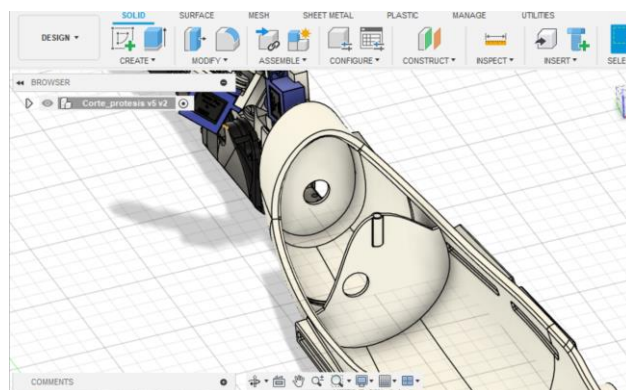 SOLID SURFACE MESH SHEET METAL PLASTIC MANAGE UTILITIES
DESIGN
CREATE MODIFY ASSEMBLE CONFIGURE CONSTRUCT INSPECT INSERT SELE
BROWSER
Corte_protesis v5 v2
COMMENTS